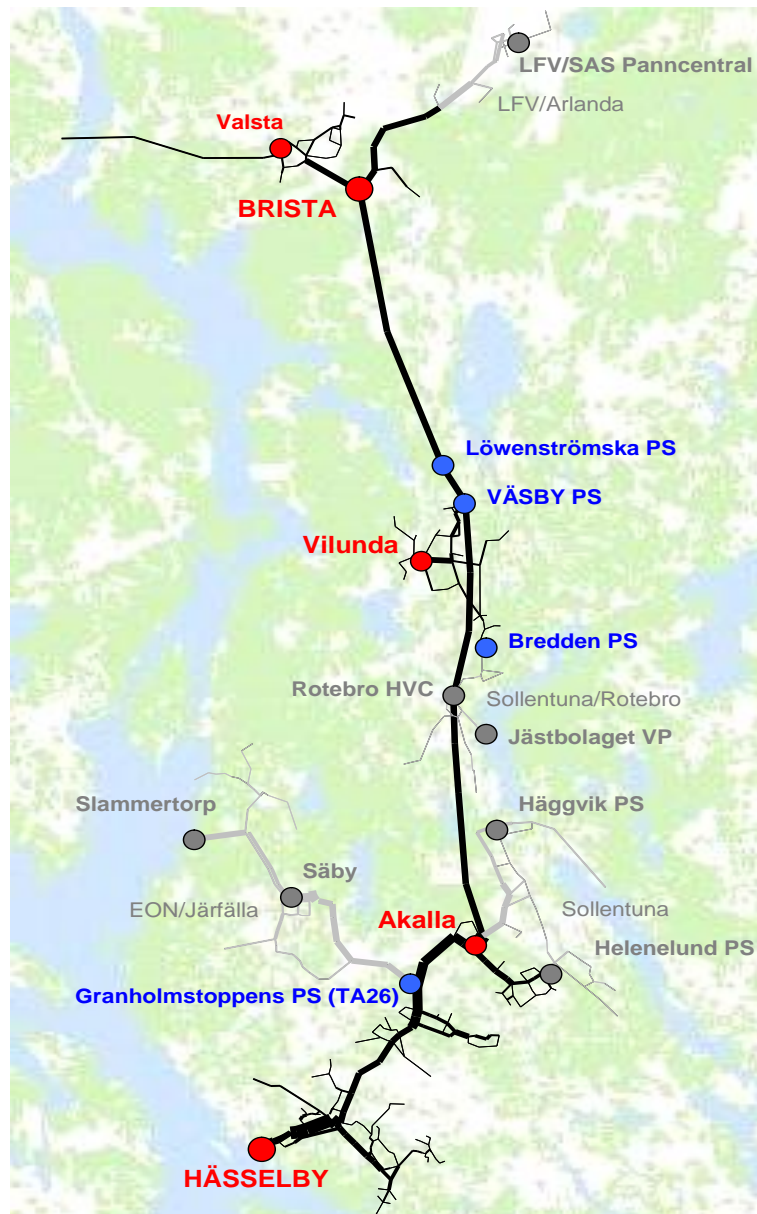 LFV/SAS Panncentral
LFV/Arlanda
Valsta
BRISTA
Löwenströmska PS
VÄSBY PS
Vilunda
Bredden PS
Rotebro HVC
Sollentuna/Rotebro
Jästbolaget VP
Slammertorp
Häggvik PS
Säby
EON/Järfälla
Sollentuna
Akalla
Helenelund PS
Granholmstoppens PS (TA26)
HÄSSELBY